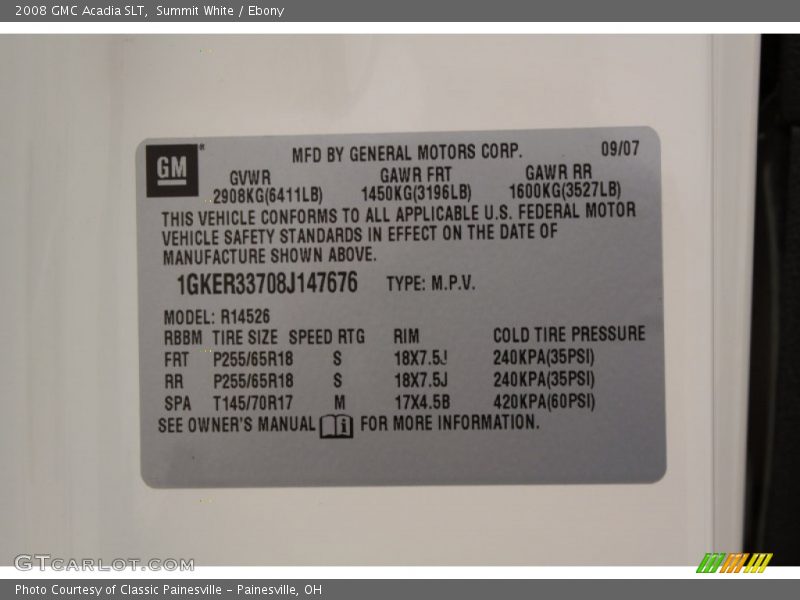 2008 GMC Acadia SLT, Summit White / Ebony
GM®
MFD BY GENERAL MOTORS CORP. 09/07
GVWR GAWR FRT GAWR RR
2908KG(6411LB) 1450KG(3196LB) 1600KG(3527LB)
THIS VEHICLE CONFORMS TO ALL APPLICABLE U.S. FEDERAL MOTOR
VEHICLE SAFETY STANDARDS IN EFFECT ON THE DATE OF
MANUFACTURE SHOWN ABOVE.
1GKER33708J147676 TYPE: M.P.V.
MODEL: R14526
RBBM TIRE SIZE SPEED RTG RIM COLD TIRE PRESSURE
FRT P255/65R18 S 18X7.5J 240KPA(35PSI)
RR P255/65R18 S 18X7.5J 240KPA(35PSI)
SPA T145/70R17 M 17X4.5B 420KPA(60PSI)
SEE OWNER'S MANUAL i FOR MORE INFORMATION.
GTCARLOT.COM
Photo Courtesy of Classic Painesville - Painesville, OH